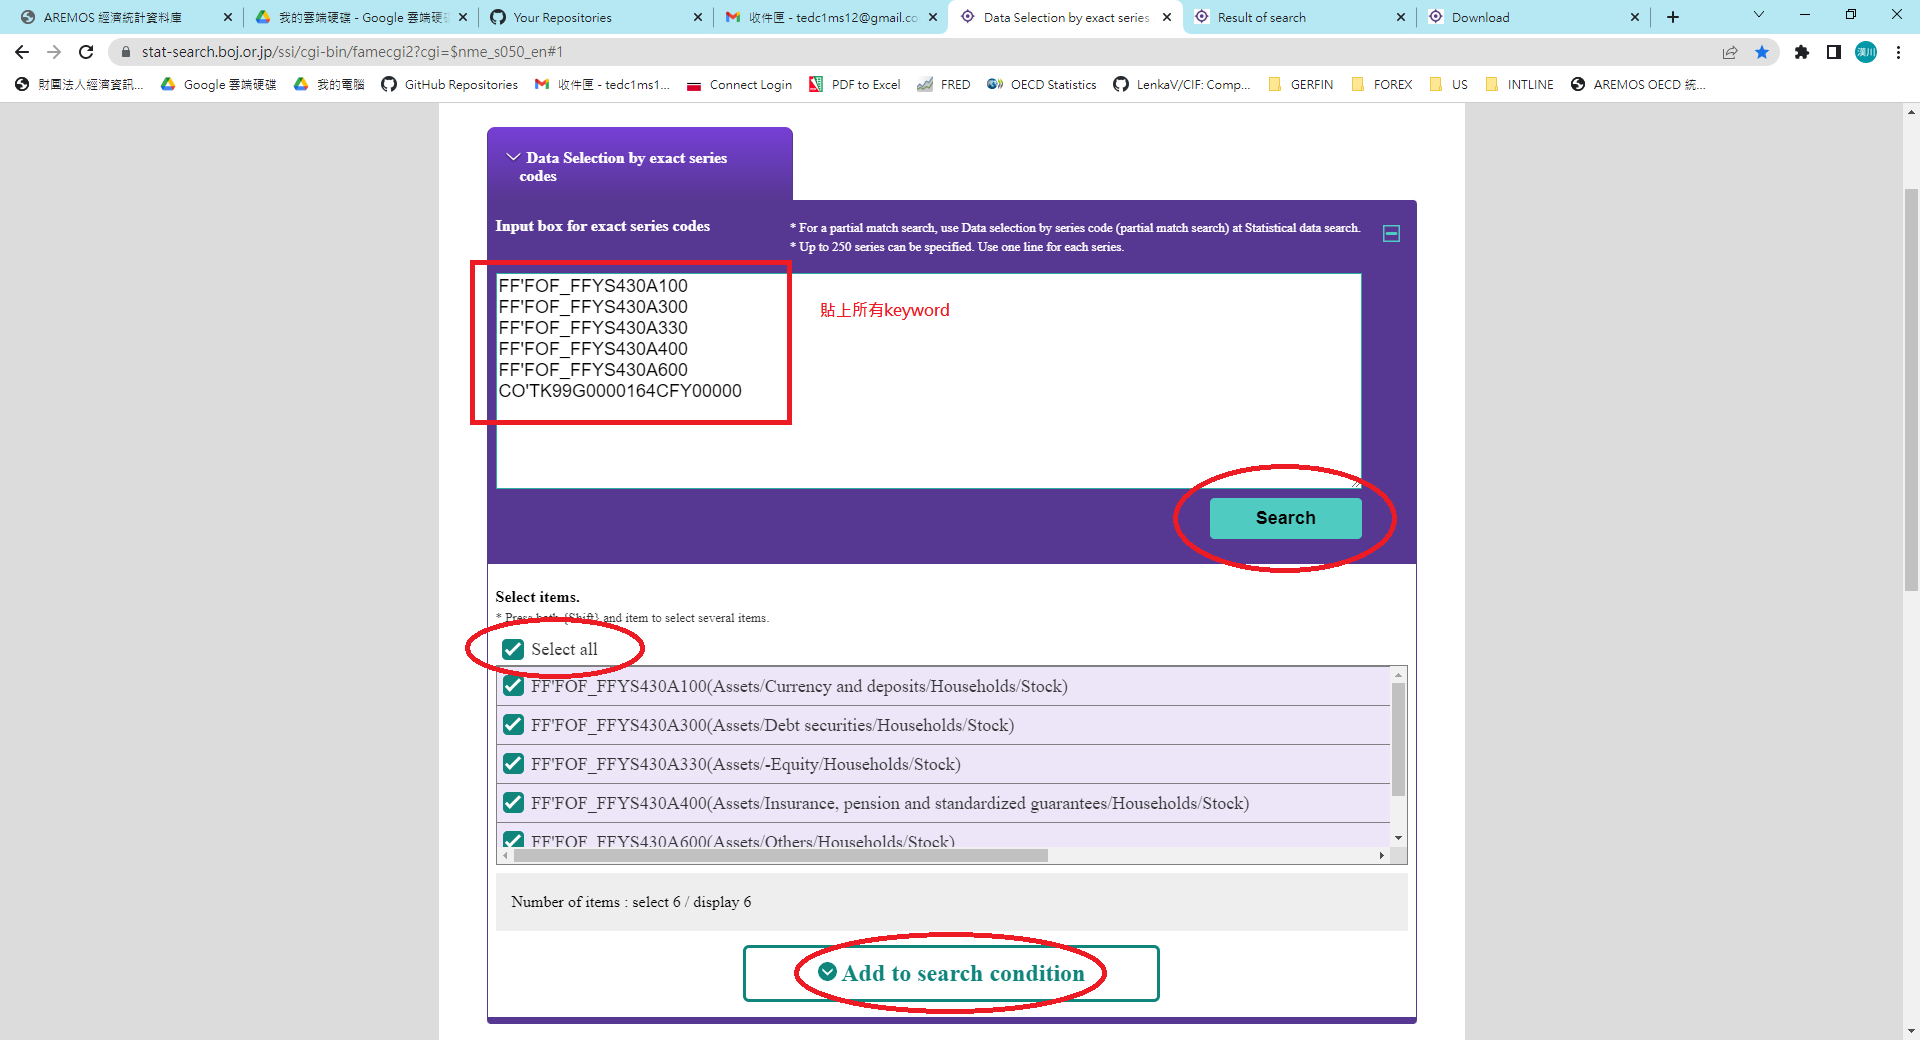 AREMOS 經濟統計資料庫
我的雲端硬碟 - Google 雲端硬碟
Your Repositories
收件匣 - tedc1ms12@gmail.co
Data Selection by exact series
Result of search
Download
stat-search.boj.or.jp/ssi/cgi-bin/famecgi2?cgi=$nme_s050_en#1
漢川
財團法人經濟資訊...
Google 雲端硬碟
我的電腦
GitHub Repositories
收件匣 - tedc1ms1...
Connect Login
PDF to Excel
FRED
OECD Statistics
LenkaV/CIF: Comp...
GERFIN
FOREX
US
INTLINE
AREMOS OECD 統...
Data Selection by exact series
codes
Input box for exact series codes
* For a partial match search, use Data selection by series code (partial match search) at Statistical data search.
* Up to 250 series can be specified. Use one line for each series.
FF'FOF_FFYS430A100
FF'FOF_FFYS430A300
FF'FOF_FFYS430A330
FF'FOF_FFYS430A400
FF'FOF_FFYS430A600
CO'TK99G0000164CFY00000
貼上所有keyword
Search
Select items.
* Press both {Shift} and item to select several items.
Select all
FF'FOF_FFYS430A100(Assets/Currency and deposits/Households/Stock)
FF'FOF_FFYS430A300(Assets/Debt securities/Households/Stock)
FF'FOF_FFYS430A330(Assets/-Equity/Households/Stock)
FF'FOF_FFYS430A400(Assets/Insurance, pension and standardized guarantees/Households/Stock)
FF'FOF_FFYS430A600(Assets/Others/Households/Stock)
Number of items : select 6 / display 6
Add to search condition